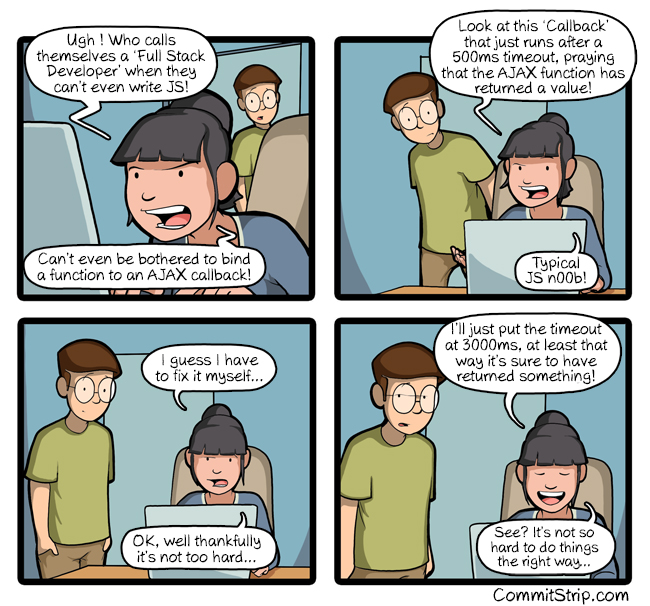 Ugh ! Who calls
themselves a 'Full Stack
Developer' when they
can't even write JS!
Can't even be bothered to bind
a function to an AJAX callback!
Look at this 'Callback'
that just runs after a
500ms timeout, praying
that the AJAX function has
returned a value!
Typical
JS n00b!
I guess I have
to fix it myself...
OK, well thankfully
it's not too hard...
I'll just put the timeout
at 3000ms, at least that
way it's sure to have
returned something!
See? It's not so
hard to do things
the right way...
CommitStrip.com